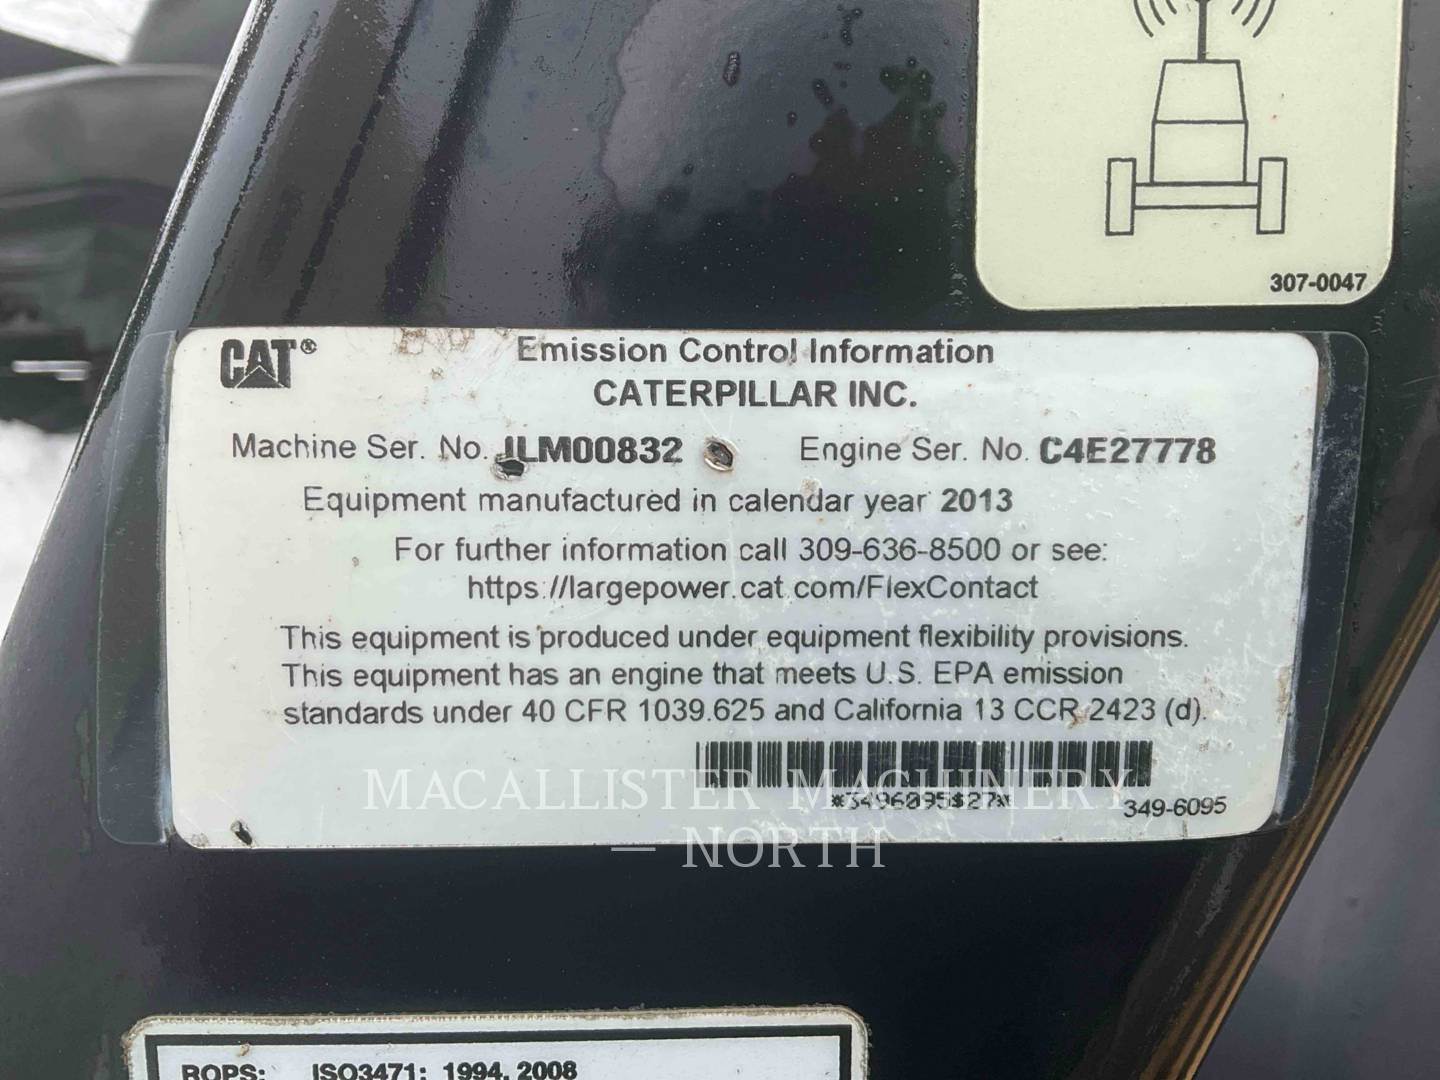 307-0047
CAT® Emission Control Information
CATERPILLAR INC.
Machine Ser. No. JLM00832 Engine Ser. No. C4E27778
Equipment manufactured in calendar year 2013
For further information call 309-636-8500 or see:
https://largepower.cat.com/FlexContact
This equipment is produced under equipment flexibility provisions.
This equipment has an engine that meets U.S. EPA emission
standards under 40 CFR 1039.625 and California 13 CCR 2423 (d).
*3496095$27*
349-6095
MACALLISTER MACHINERY
— NORTH
ROPS: ISO3471: 1994, 2008